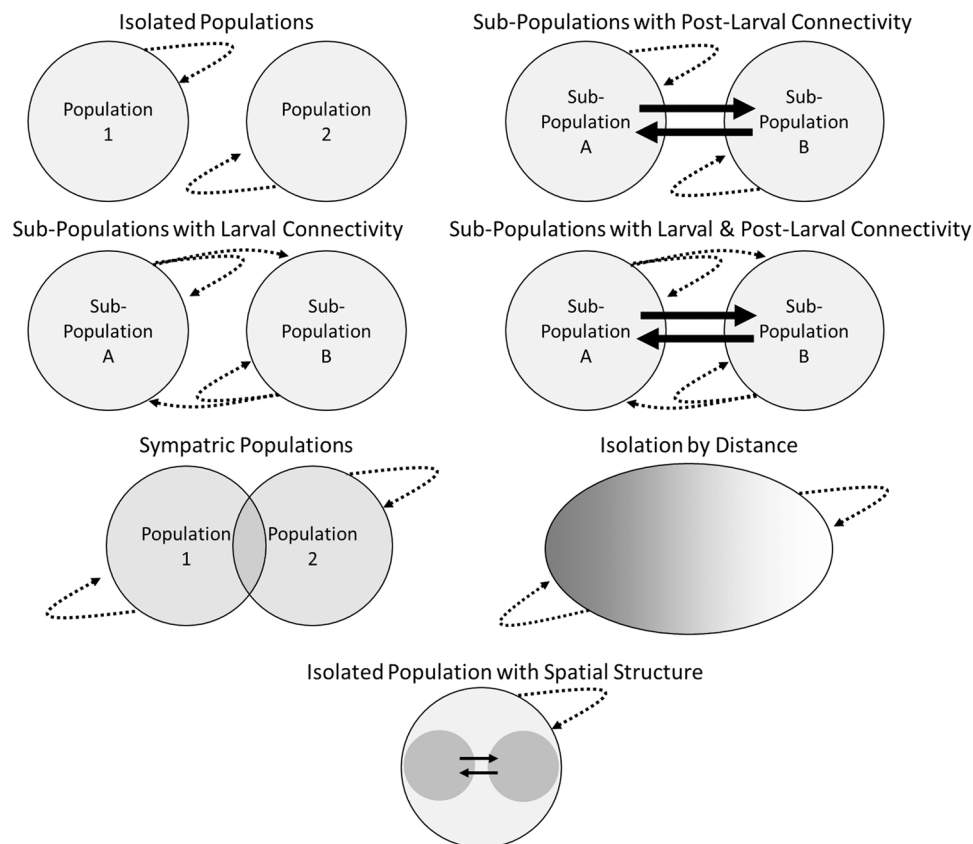 Isolated Populations
Population
1
Population
2
Sub-Populations with Post-Larval Connectivity
Sub-
Population
A
Sub-
Population
B
Sub-Populations with Larval Connectivity
Sub-
Population
A
Sub-
Population
B
Sub-Populations with Larval & Post-Larval Connectivity
Sub-
Population
A
Sub-
Population
B
Sympatric Populations
Population
1
Population
2
Isolation by Distance
Isolated Population with Spatial Structure